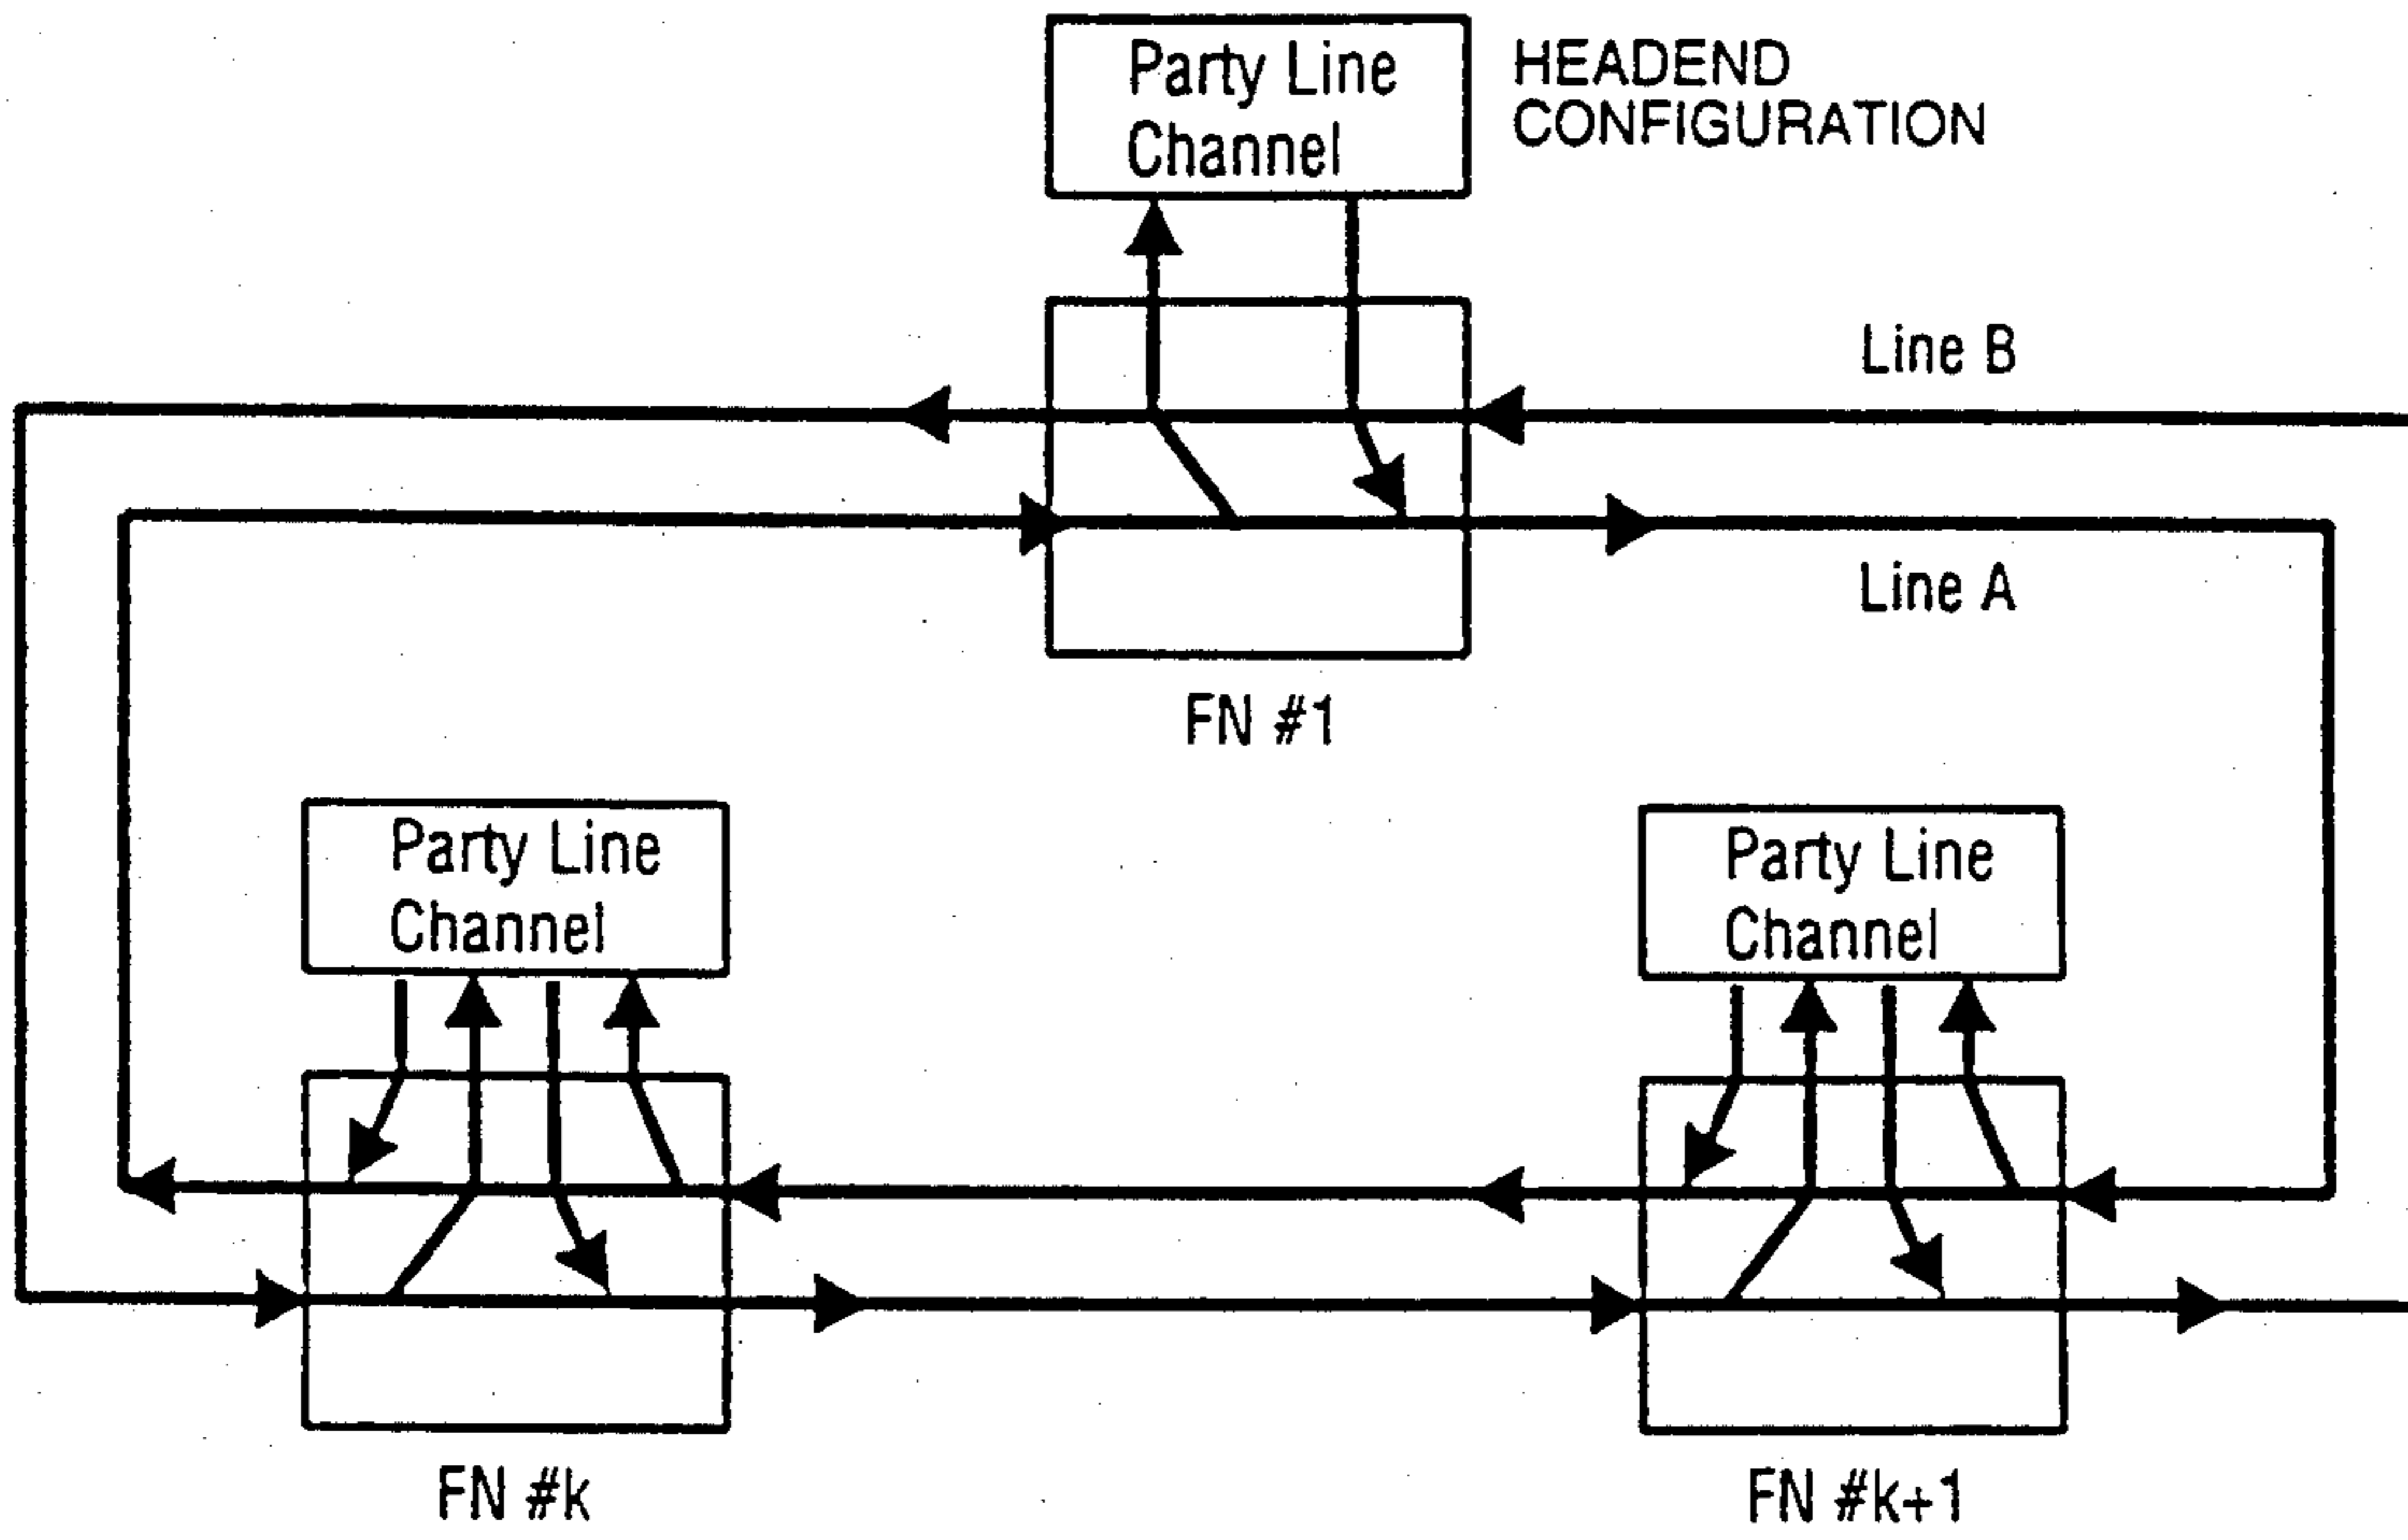 Party Line
Channel
HEADEND
CONFIGURATION
Line B
Line A
FN #1
Party Line
Channel
Party Line
Channel
FN #k
FN #k+1